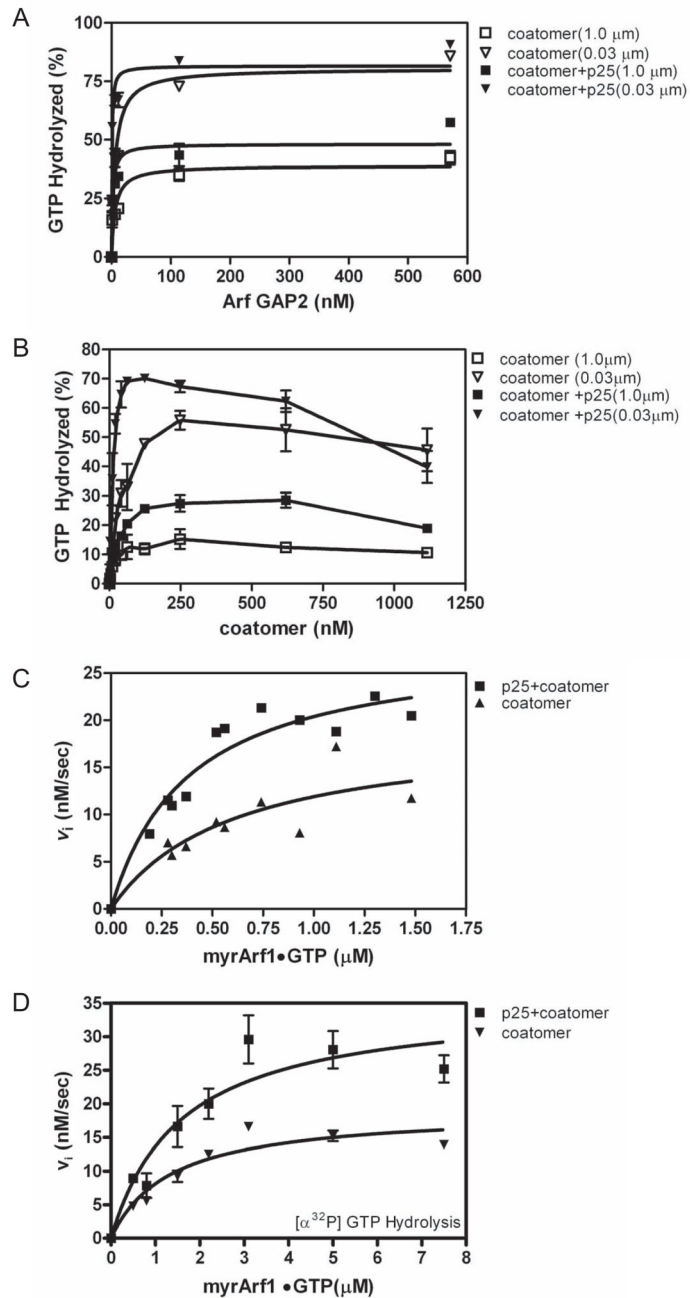 A
GTP Hydrolyzed (%)
100
75
50
25
0
0
100
200
300
400
500
600
Arf GAP2 (nM)
coatomer(1.0 μm)
coatomer(0.03 μm)
coatomer+p25(1.0 μm)
coatomer+p25(0.03 μm)
B
GTP Hydrolyzed (%)
80
70
60
50
40
30
20
10
0
0
250
500
750
1000
1250
coatomer (nM)
coatomer (1.0μm)
coatomer (0.03μm)
coatomer +p25(1.0μm)
coatomer +p25(0.03μm)
C
vi (nM/sec)
25
20
15
10
5
0
0.00
0.25
0.50
0.75
1.00
1.25
1.50
1.75
myrArf1•GTP (μM)
p25+coatomer
coatomer
D
vi (nM/sec)
35
30
25
20
15
10
5
0
0
1
2
3
4
5
6
7
8
[α³²P] GTP Hydrolysis
myrArf1 •GTP(μM)
p25+coatomer
coatomer